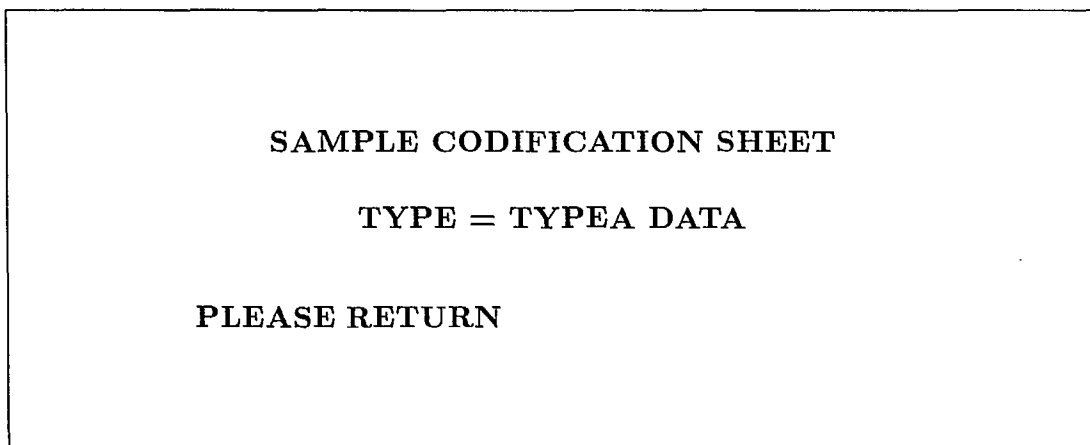 SAMPLE CODIFICATION SHEET
TYPE = TYPEA DATA
PLEASE RETURN